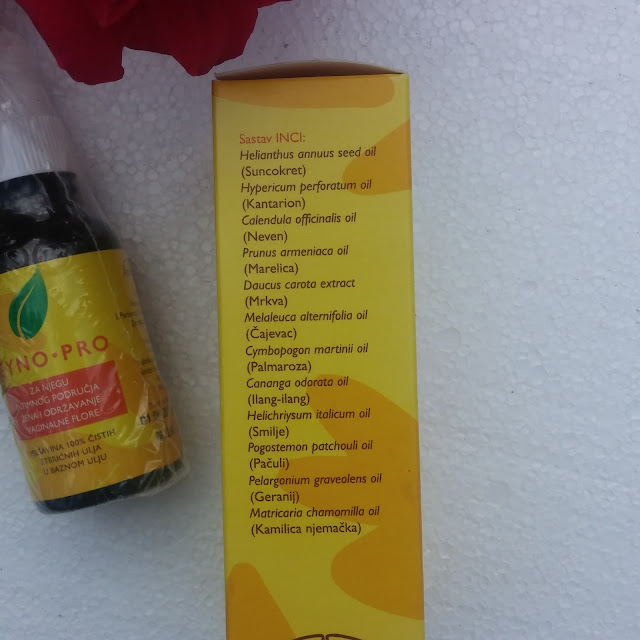 Sastav INCI:
Helianthus annuus seed oil
(Suncokret)
Hypericum perforatum oil
(Kantarion)
Calendula officinalis oil
(Neven)
Prunus armeniaca oil
(Marelica)
Daucus carota extract
(Mrkva)
Melaleuca alternifolia oil
(Čajevac)
Cymbopogon martinii oil
(Palmaroza)
Cananga odorata oil
(Ilang-ilang)
Helichriysum italicum oil
(Smilje)
Pogostemon patchouli oil
(Pačuli)
Pelargonium graveolens oil
(Geranij)
Matricaria chamomilla oil
(Kamilica njemačka)
YNO•PRO
ZA NJEGU
PODRUČJA
I ODRŽAVANJE
VAGINALNE FLORE
100% ČISTIH
ETERIČNIH ULJA
U BAZNOM ULJU